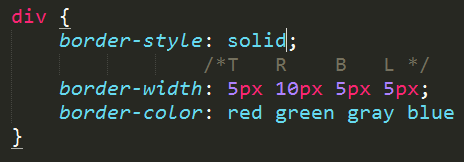 div {
border-style: solid;
/*T R B L */
border-width: 5px 10px 5px 5px;
border-color: red green gray blue
}